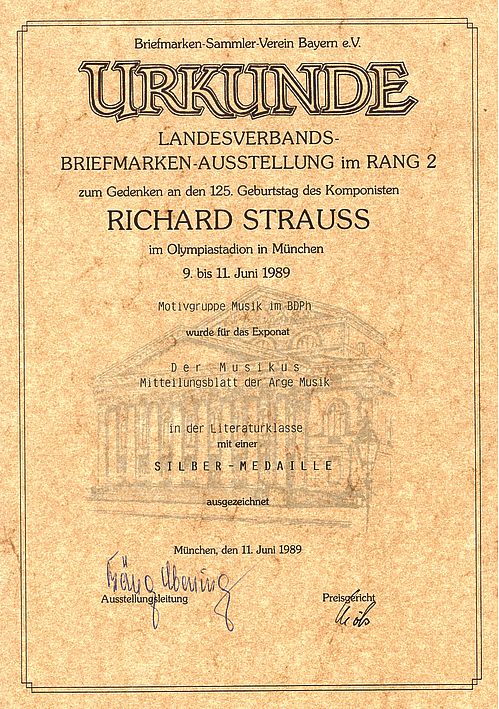 Briefmarken-Sammler-Verein Bayern e.V.
URKUNDE
LANDESVERBANDS-
BRIEFMARKEN-AUSSTELLUNG im RANG 2
zum Gedenken an den 125. Geburtstag des Komponisten
RICHARD STRAUSS
im Olympiastadion in München
9. bis 11. Juni 1989
Motivgruppe Musik im BDPh
wurde für das Exponat
Der Musikus
Mitteilungsblatt der Arge Musik
in der Literaturklasse
mit einer
SILBER-MEDAILLE
ausgezeichnet
München, den 11. Juni 1989
Ausstellungsleitung
Preisgericht